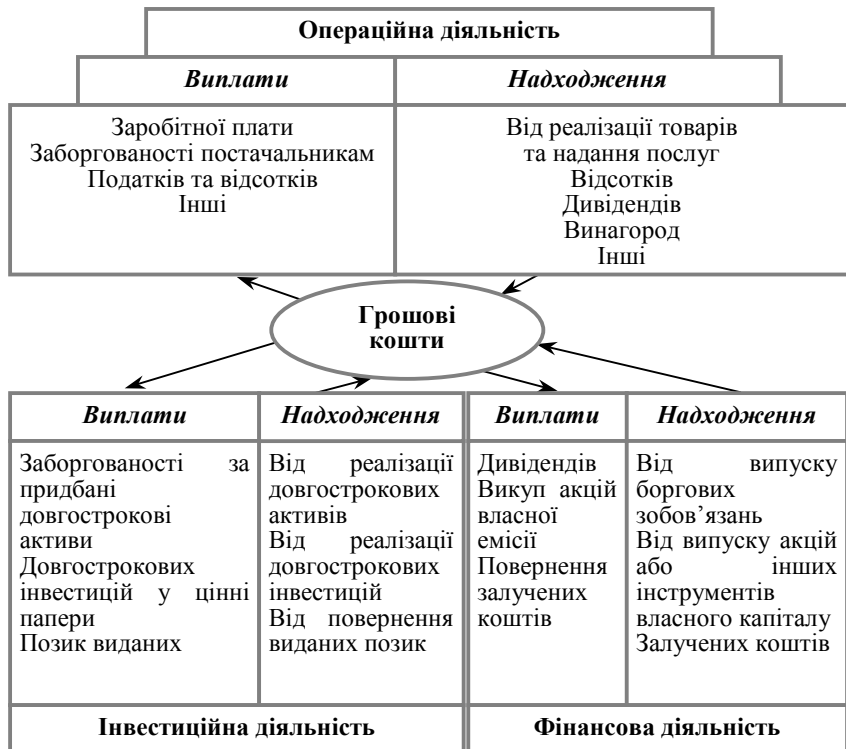 Операційна діяльність
Виплати
Надходження
Заробітної плати
Заборгованості постачальникам
Податків та відсотків
Інші
Від реалізації товарів
та надання послуг
Відсотків
Дивідендів
Винагород
Інші
Грошові
кошти
Виплати
Заборгованості за
придбані
довгострокові
активи
Довгострокових
інвестицій у цінні
папери
Позик виданих
Надходження
Від реалізації
довгострокових
активів
Від реалізації
довгострокових
інвестицій
Від повернення
виданих позик
Виплати
Дивідендів
Викуп акцій
власної
емісії
Повернення
залучених
коштів
Надходження
Від випуску
боргових
зобов’язань
Від випуску акцій
або інших
інструментів
власного капіталу
Залучених коштів
Інвестиційна діяльність
Фінансова діяльність